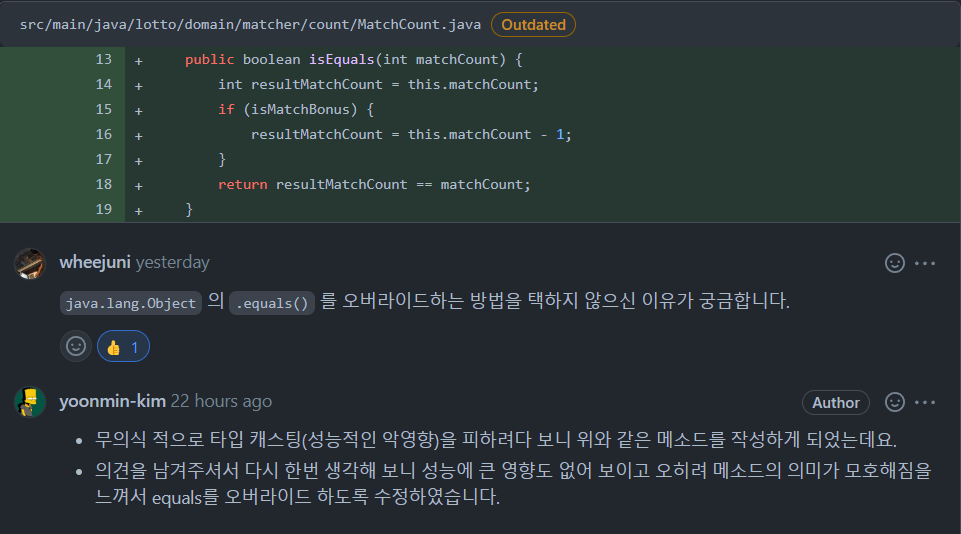 src/main/java/lotto/domain/matcher/count/MatchCount.java Outdated
13 + public boolean isEquals(int matchCount) {
14 + int resultMatchCount = this.matchCount;
15 + if (isMatchBonus) {
16 + resultMatchCount = this.matchCount - 1;
17 + }
18 + return resultMatchCount == matchCount;
19 + }
wheejuni yesterday
java.lang.Object 의 .equals() 를 오버라이드하는 방법을 택하지 않으신 이유가 궁금합니다.
👍 1
yoonmin-kim 22 hours ago Author
• 무의식 적으로 타입 캐스팅(성능적인 악영향)을 피하려다 보니 위와 같은 메소드를 작성하게 되었는데요.
• 의견을 남겨주셔서 다시 한번 생각해 보니 성능에 큰 영향도 없어 보이고 오히려 메소드의 의미가 모호해짐을
느껴서 equals를 오버라이드 하도록 수정하였습니다.